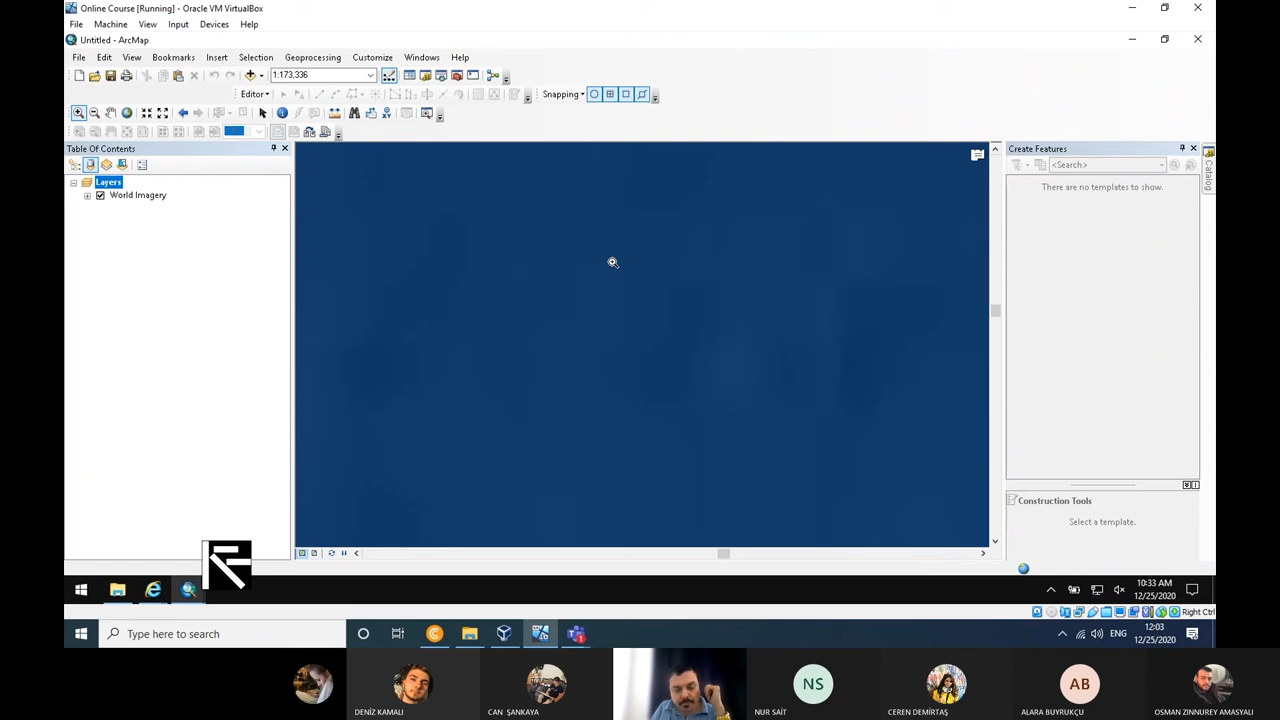 Online Course [Running] - Oracle VM VirtualBox
File Machine View Input Devices Help
Untitled - ArcMap
File Edit View Bookmarks Insert Selection Geoprocessing Customize Windows Help
1:173,336
Editor Snapping
Table Of Contents
Layers
World Imagery
Create Features
<Search>
There are no templates to show.
Catalog
Construction Tools
Select a template.
10:33 AM
12/25/2020
Right Ctrl
Type here to search
ENG
12:03
12/25/2020
NS
AB
DENİZ KAMALI
CAN ŞANKAYA
NUR SAİT
CEREN DEMİRTAŞ
ALARA BUYRUKÇU
OSMAN ZINNUREY AMASYALI